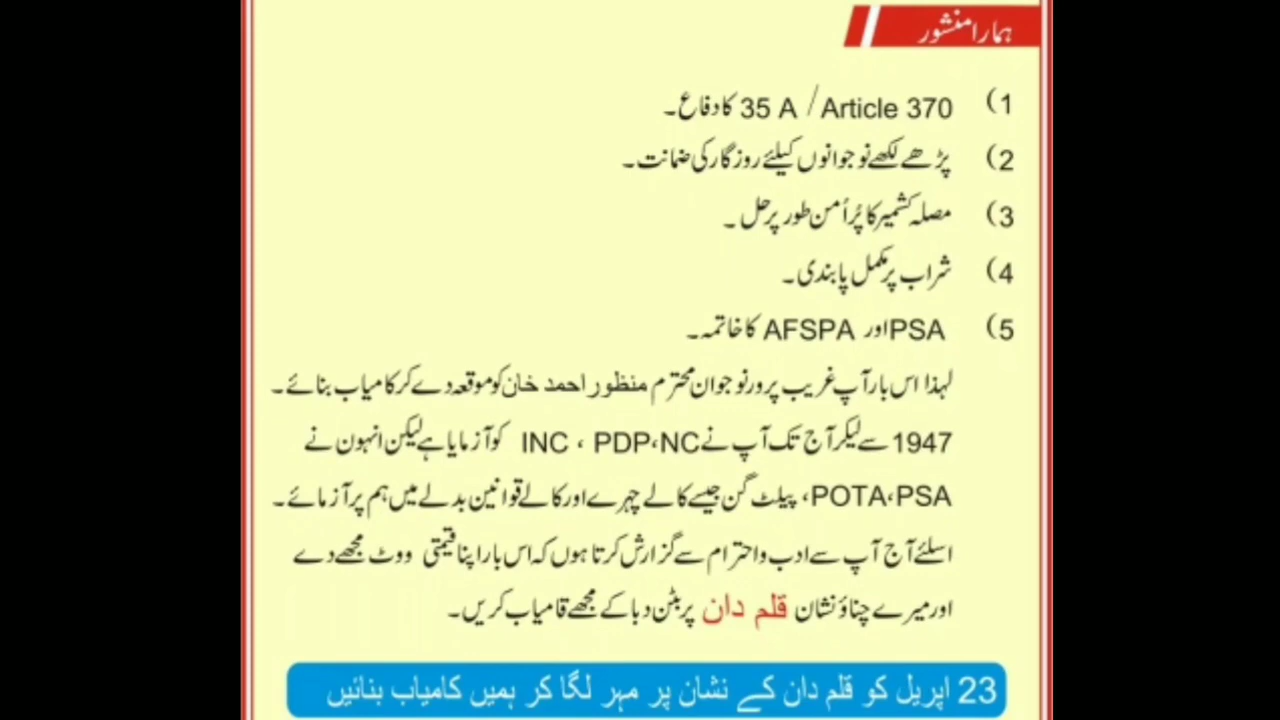 ہمارا منشور
1) 35 A / Article 370 کا دفاع۔
2) پڑھے لکھے نوجوانوں کیلئے روزگار کی ضمانت۔
3) مصلہ کشمیر کا پُر أمن طور پر حل۔
4) شراب پر مکمل پابندی۔
5) PSA اور AFSPA کا خاتمہ۔
لہذا اس بار آپ غریب پرور نوجوان محترم منظور احمد خان کو موقعہ دے کر کامیاب بنائے۔
1947 سے لیکر آج تک آپ نے INC ، PDP،NC کو آزمایا ہے لیکن انہون نے
POTA،PSA، پیلٹ گن جیسے کالے چہرے اور کالے قوانین بدلے میں ہم پر آزمائے۔
اسلئے آج آپ سے ادب و احترام سے گزارش کرتا ہوں کہ اس بار اپنا قیمتی ووٹ مجھے دے
اور میرے چناؤ نشان قلم دان پر بٹن دبا کے مجھے قامیاب کریں۔
23 اپریل کو قلم دان کے نشان پر مہر لگا کر ہمیں کامیاب بنائیں